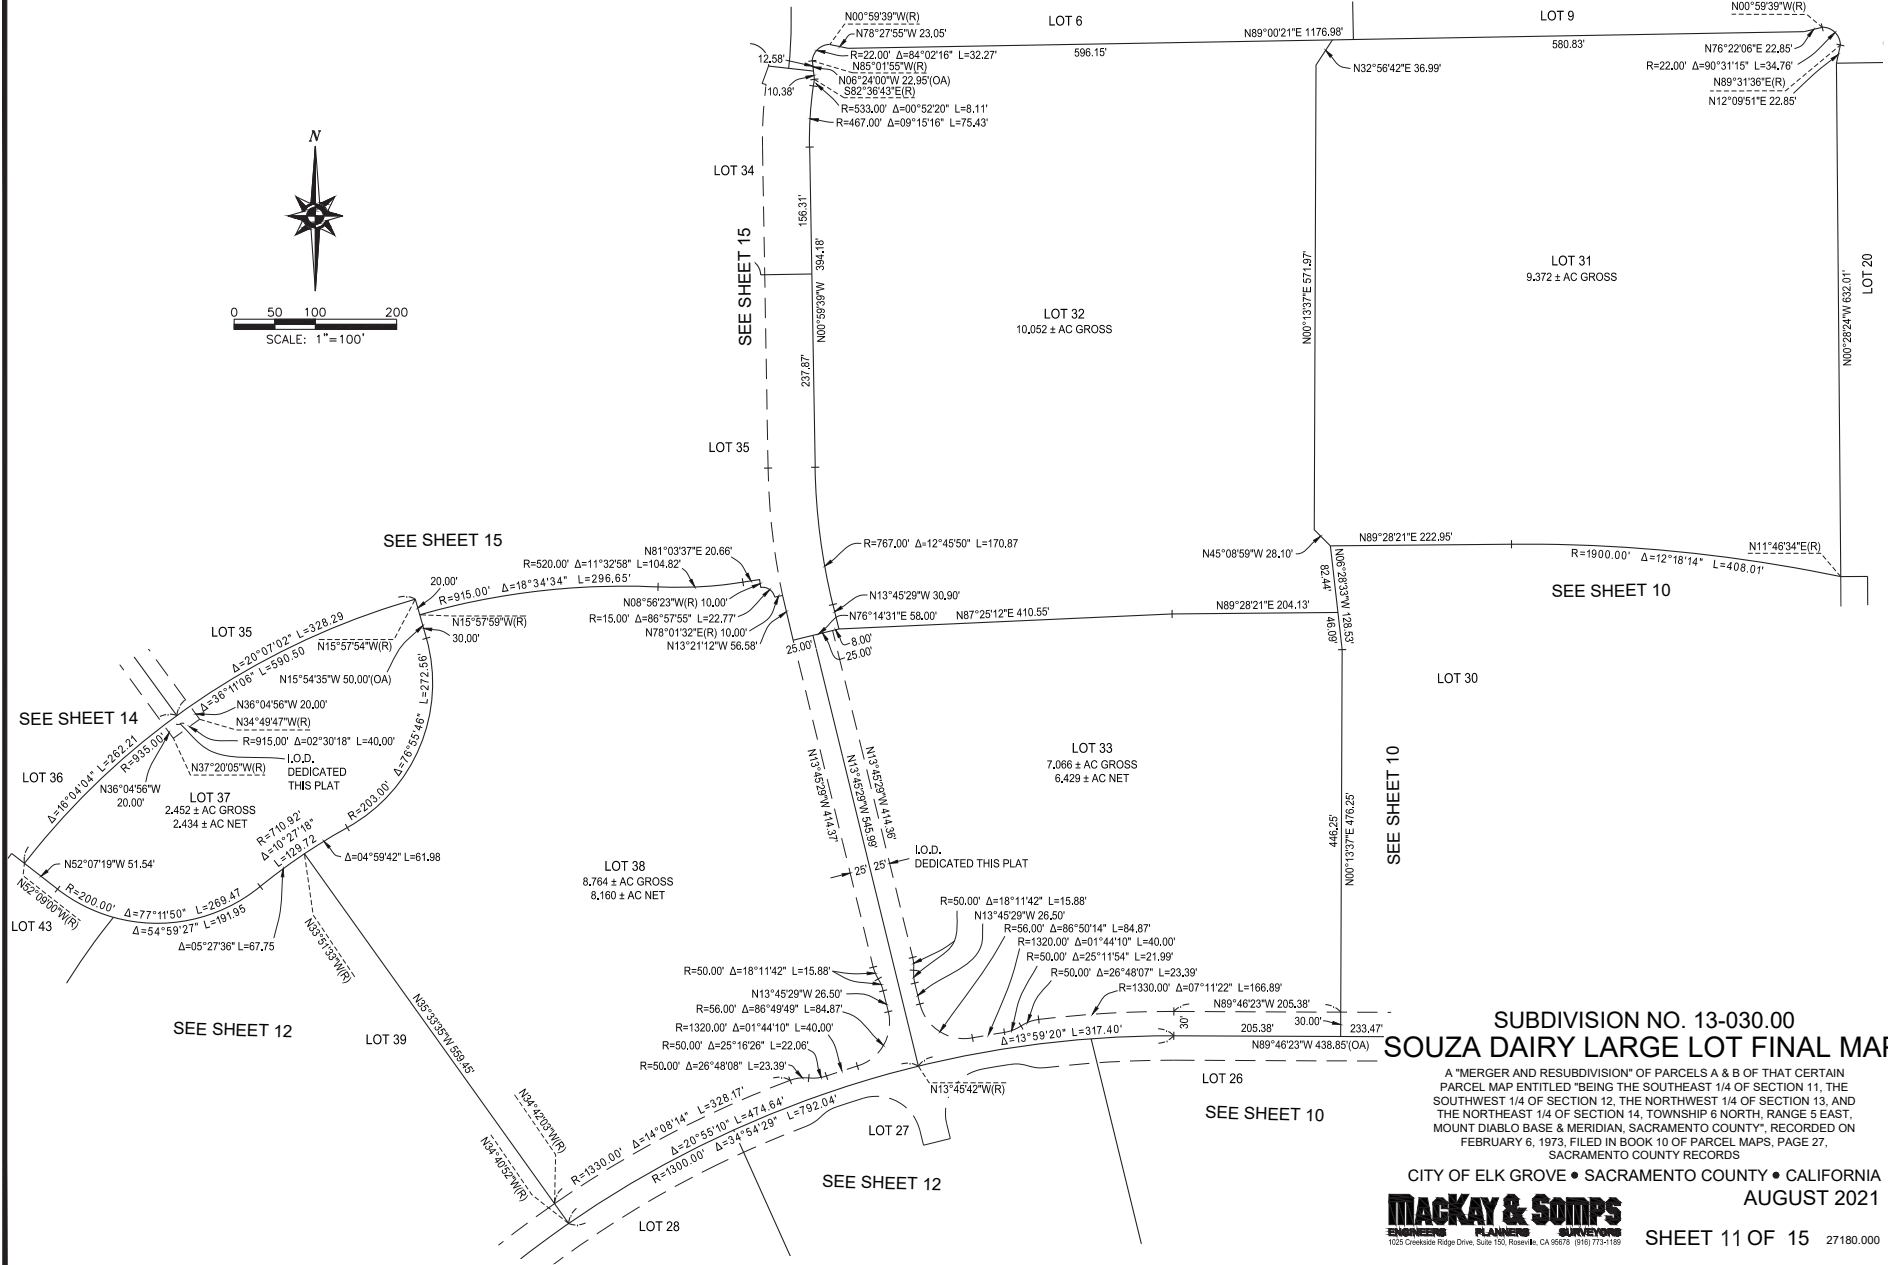 N00°59'39"W(R)
N78°27'55"W 23.05'
LOT 6
N89°00'21"E 1176.98'
LOT 9
N00°59'39"W(R)
12.58'
R=22.00' Δ=84°02'16" L=32.27'
596.15'
580.83'
N76°22'06"E 22.85'
N85°01'55"W(R)
N32°56'42"E 36.99'
R=22.00' Δ=90°31'15" L=34.76'
N06°24'00"W 22.95'(OA)
N89°31'36"E(R)
10.38'
S82°36'43"E(R)
N12°09'51"E 22.85'
R=533.00' Δ=00°52'20" L=8.11'
R=467.00' Δ=09°15'16" L=75.43'
N
LOT 34
156.31'
SEE SHEET 15
N00°59'39"W 394.18'
237.87'
0 50 100 200
SCALE: 1"=100'
LOT 32
10.052 ± AC GROSS
N00°13'37"E 571.97'
LOT 31
9.372 ± AC GROSS
LOT 20
N00°28'24"W 632.01'
LOT 35
SEE SHEET 15
N81°03'37"E 20.66'
R=520.00' Δ=11°32'58" L=104.82'
R=915.00' Δ=18°34'34" L=296.65'
R=767.00' Δ=12°45'50" L=170.87
N45°08'59"W 28.10'
N89°28'21"E 222.95'
N11°46'34"E(R)
R=1900.00' Δ=12°18'14" L=408.01'
SEE SHEET 10
20.00'
N08°56'23"W(R) 10.00'
R=15.00' Δ=86°57'55" L=22.77'
N78°01'32"E(R) 10.00'
N13°21'12"W 56.58'
N13°45'29"W 30.90'
N76°14'31"E 58.00'
N87°25'12"E 410.55'
N89°28'21"E 204.13'
82.44'
N06°28'33"W 128.53'
46.09'
25.00'
8.00'
25.00'
LOT 35
Δ=20°07'02" L=328.29
Δ=36°11'06" L=590.50
N15°57'59"W(R)
N15°57'54"W(R)
30.00'
N15°54'35"W 50.00'(OA)
Δ=76°55'46" L=272.56'
R=203.00'
SEE SHEET 14
N36°04'56"W 20.00'
N34°49'47"W(R)
R=915.00' Δ=02°30'18" L=40.00'
I.O.D.
DEDICATED
THIS PLAT
N37°20'05"W(R)
N36°04'56"W
20.00'
LOT 36
Δ=16°04'04" L=262.21
R=935.00'
LOT 37
2.452 ± AC GROSS
2.434 ± AC NET
R=710.92'
Δ=10°27'18"
L=129.72
Δ=04°59'42" L=61.98
N52°07'19"W 51.54'
N52°09'00"W(R)
R=200.00' Δ=77°11'50" L=269.47
Δ=54°59'27" L=191.95
Δ=05°27'36" L=67.75
LOT 43
N33°51'33"W(R)
SEE SHEET 12
LOT 39
N35°33'35"W 559.45'
LOT 38
8.764 ± AC GROSS
8.160 ± AC NET
N13°45'29"W 414.37'
N13°45'29"W 545.99'
N13°45'29"W 414.36'
25' 25'
I.O.D.
DEDICATED THIS PLAT
LOT 33
7.066 ± AC GROSS
6.429 ± AC NET
LOT 30
SEE SHEET 10
446.25'
N00°13'37"E 476.25'
R=50.00' Δ=18°11'42" L=15.88'
N13°45'29"W 26.50'
R=56.00' Δ=86°50'14" L=84.87'
R=1320.00' Δ=01°44'10" L=40.00'
R=50.00' Δ=25°11'54" L=21.99'
R=50.00' Δ=26°48'07" L=23.39'
R=1330.00' Δ=07°11'22" L=166.89'
R=50.00' Δ=18°11'42" L=15.88'
N13°45'29"W 26.50'
R=56.00' Δ=86°49'49" L=84.87'
R=1320.00' Δ=01°44'10" L=40.00'
R=50.00' Δ=25°16'26" L=22.06'
R=50.00' Δ=26°48'08" L=23.39'
N89°46'23"W 205.38'
30'
205.38'
30.00'
233.47'
Δ=13°59'20" L=317.40'
N89°46'23"W 438.85'(OA)
N13°45'42"W(R)
R=1330.00' Δ=14°08'14" L=328.17'
Δ=20°55'10" L=474.64'
R=1300.00' Δ=34°54'29" L=792.04'
N34°42'03"W(R)
N34°40'52"W(R)
LOT 26
SEE SHEET 10
LOT 27
SEE SHEET 12
LOT 28
SUBDIVISION NO. 13-030.00
SOUZA DAIRY LARGE LOT FINAL MAP
A "MERGER AND RESUBDIVISION" OF PARCELS A & B OF THAT CERTAIN
PARCEL MAP ENTITLED "BEING THE SOUTHEAST 1/4 OF SECTION 11, THE
SOUTHWEST 1/4 OF SECTION 12, THE NORTHWEST 1/4 OF SECTION 13, AND
THE NORTHEAST 1/4 OF SECTION 14, TOWNSHIP 6 NORTH, RANGE 5 EAST,
MOUNT DIABLO BASE & MERIDIAN, SACRAMENTO COUNTY", RECORDED ON
FEBRUARY 6, 1973, FILED IN BOOK 10 OF PARCEL MAPS, PAGE 27,
SACRAMENTO COUNTY RECORDS
CITY OF ELK GROVE • SACRAMENTO COUNTY • CALIFORNIA
MACKAY & SOMPS
ENGINEERS PLANNERS SURVEYORS
1025 Creekside Ridge Drive, Suite 150, Roseville, CA 95678 (916) 773-1189
AUGUST 2021
SHEET 11 OF 15 27180.000